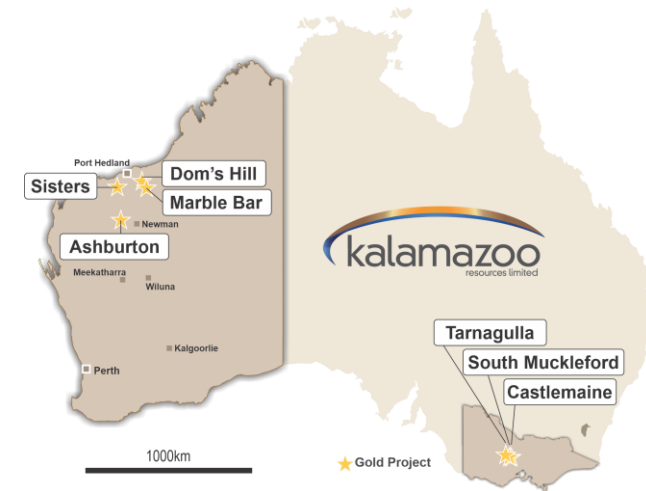 Port Hedland
Dom's Hill
Sisters
Marble Bar
Newman
Ashburton
Meekatharra
Wiluna
Kalgoorlie
Perth
1000km
kalamazoo
resources limited
Tarnagulla
South Muckleford
Castlemaine
Gold Project